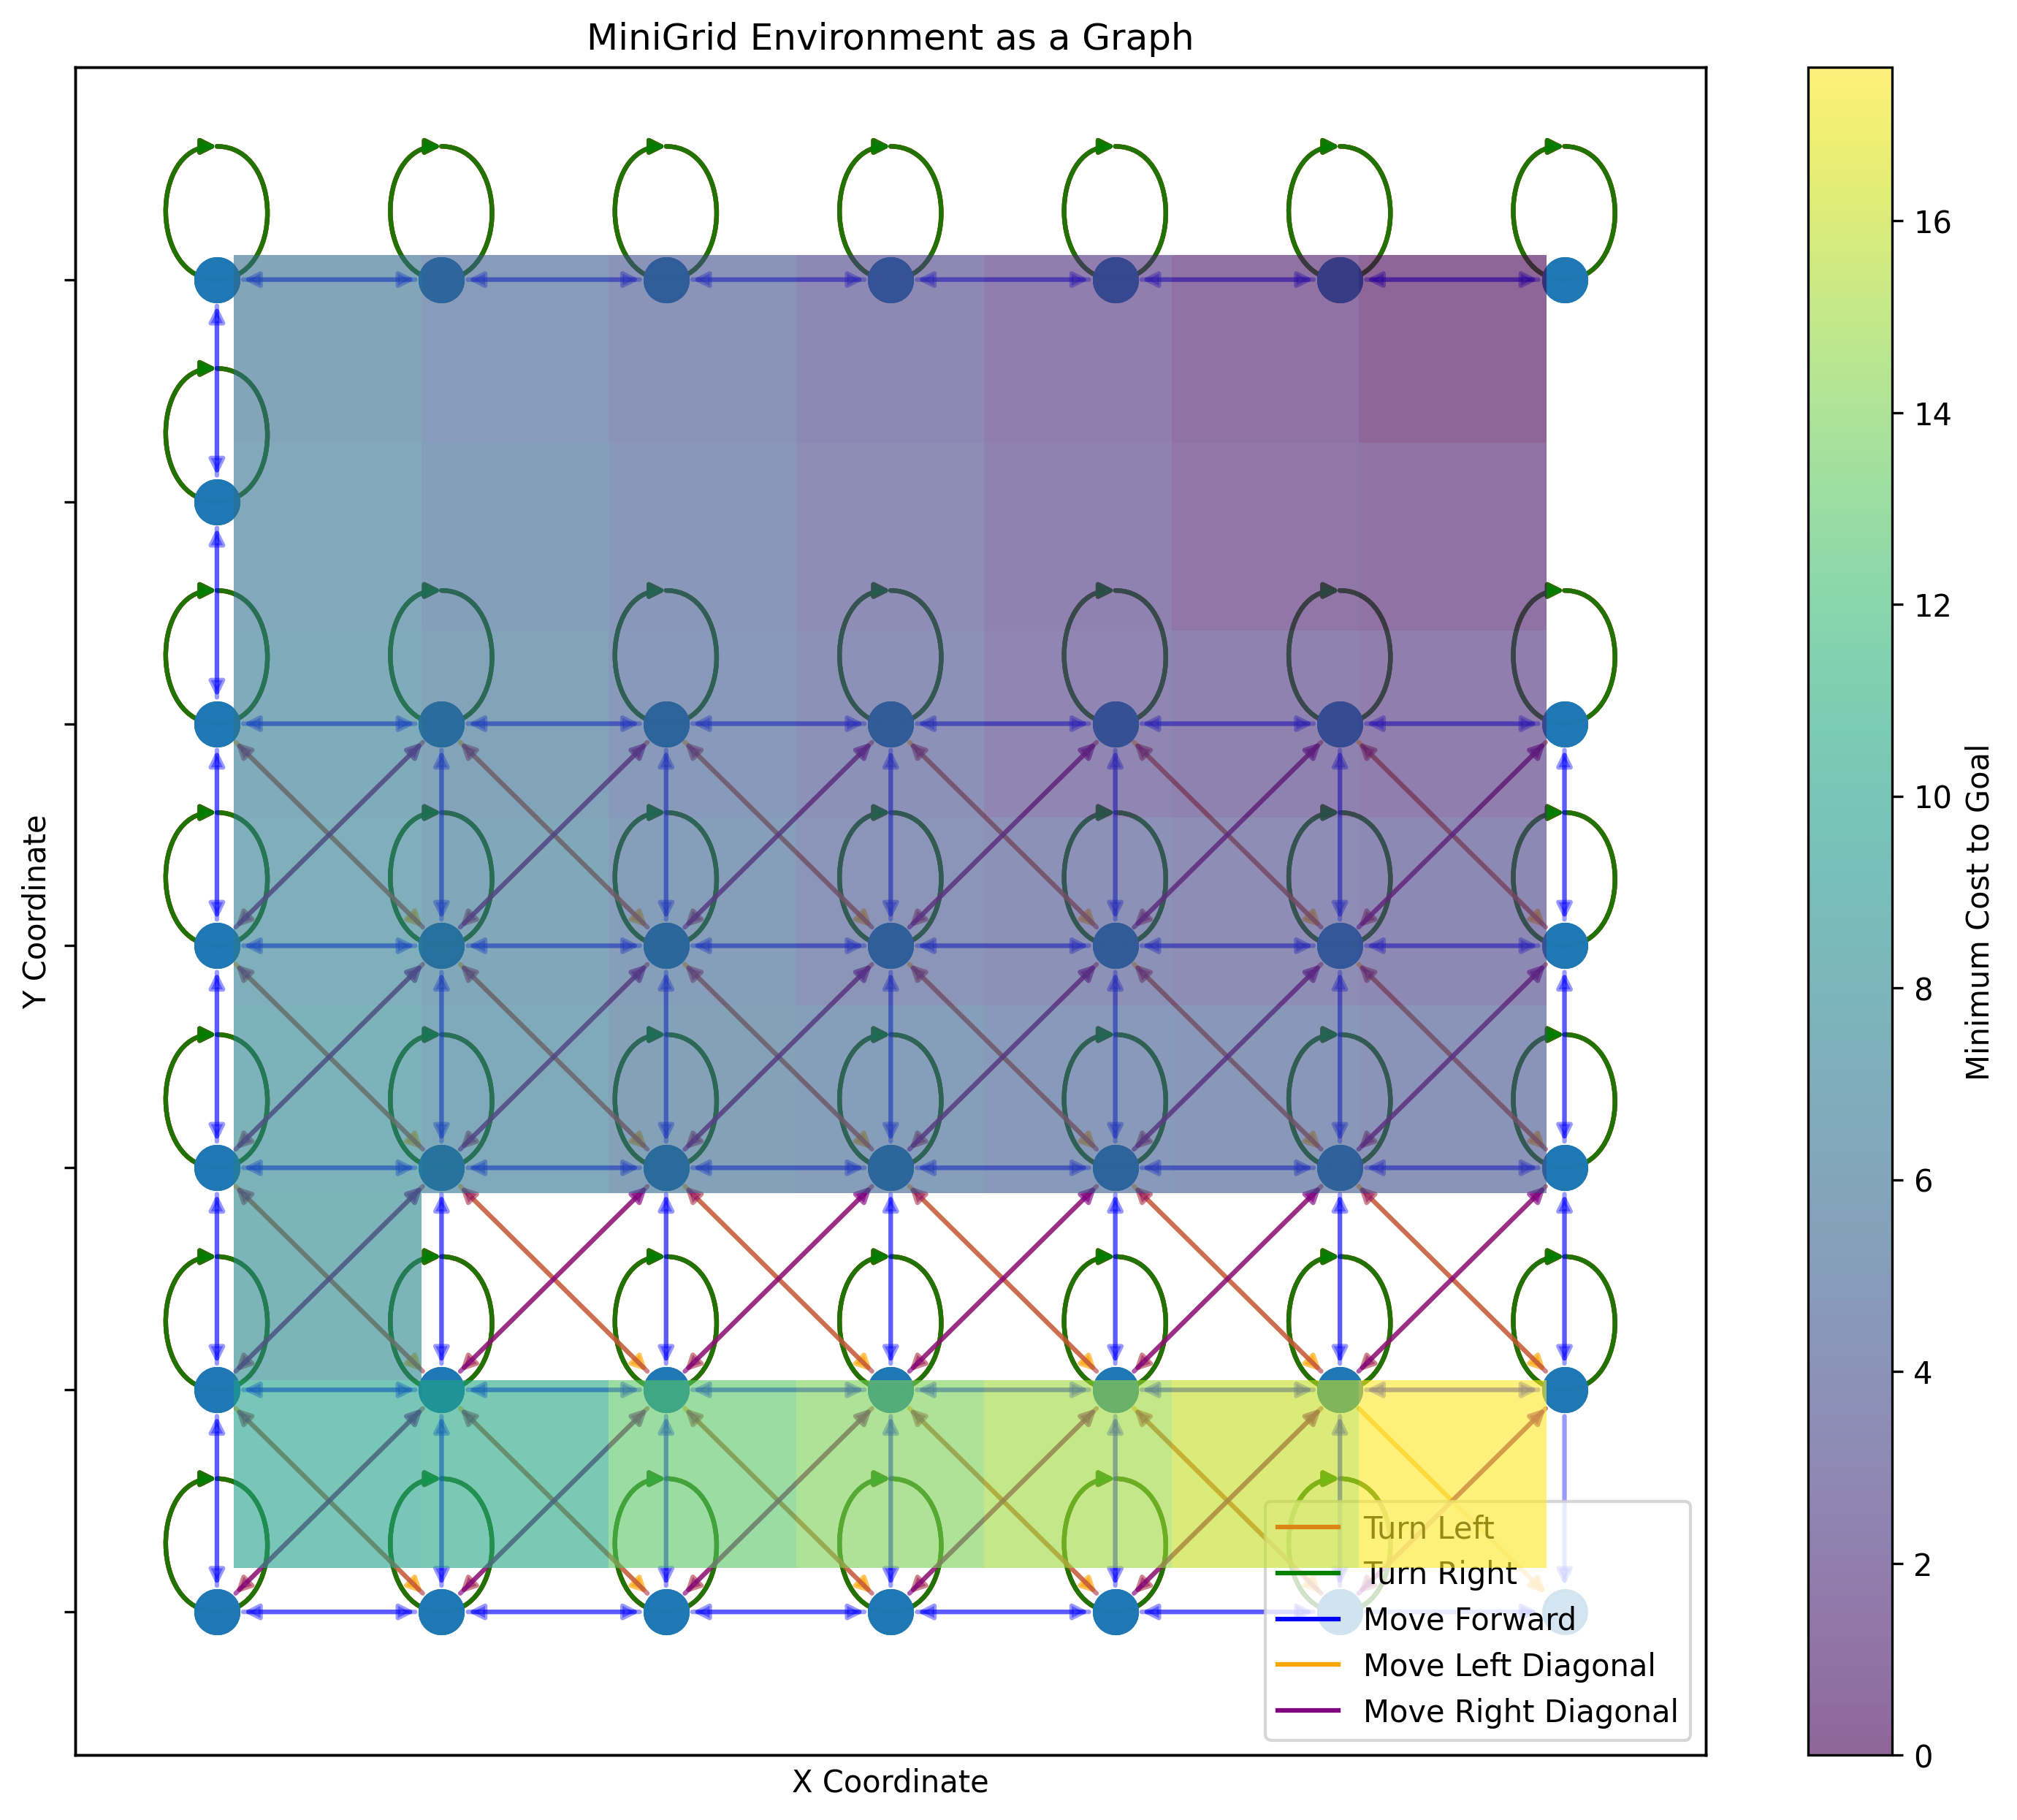 MiniGrid Environment as a Graph
Y Coordinate
X Coordinate
Turn Left
Turn Right
Move Forward
Move Left Diagonal
Move Right Diagonal
16
14
12
10
8
6
4
2
0
Minimum Cost to Goal